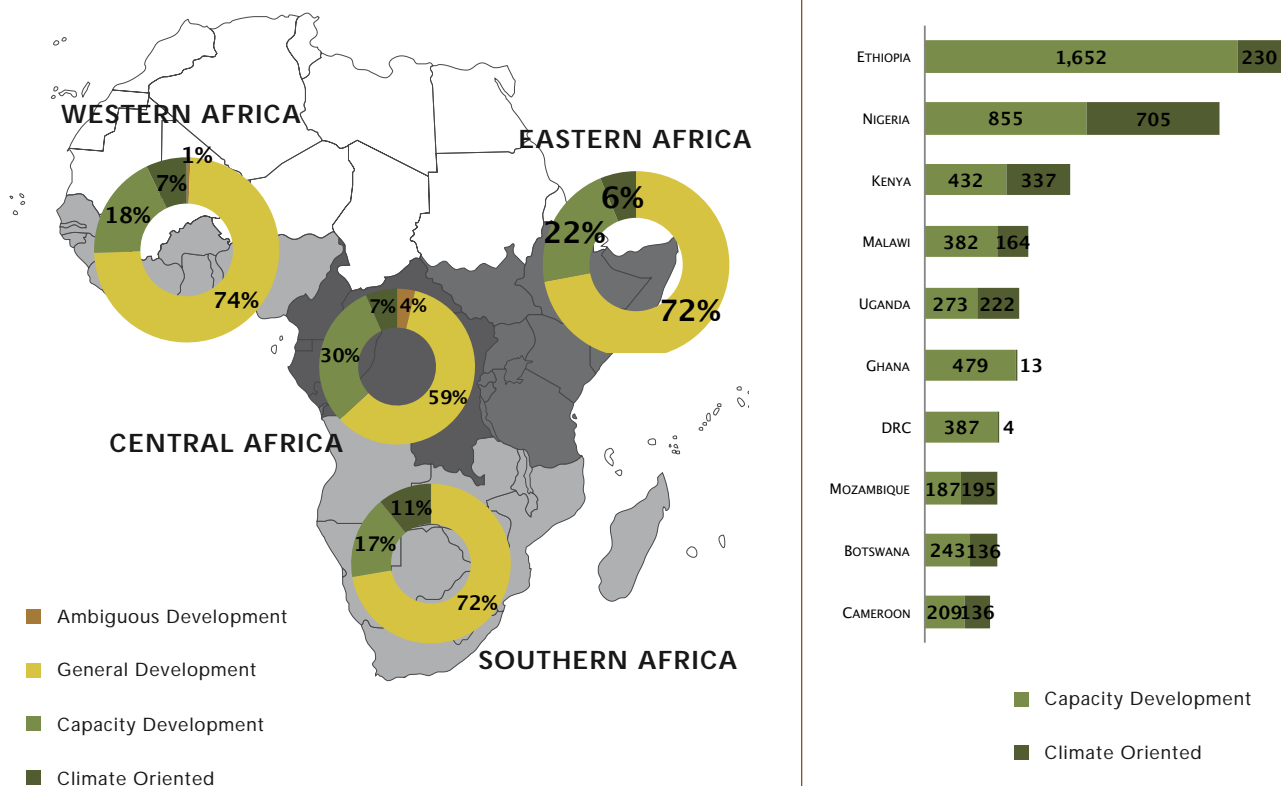 WESTERN AFRICA
1%
7%
18%
74%
EASTERN AFRICA
6%
22%
72%
7%
4%
30%
59%
CENTRAL AFRICA
11%
17%
72%
SOUTHERN AFRICA
Ambiguous Development
General Development
Capacity Development
Climate Oriented
ETHIOPIA 1,652 230
NIGERIA 855 705
KENYA 432 337
MALAWI 382 164
UGANDA 273 222
GHANA 479 13
DRC 387 4
MOZAMBIQUE 187 195
BOTSWANA 243 136
CAMEROON 209 136
Capacity Development
Climate Oriented